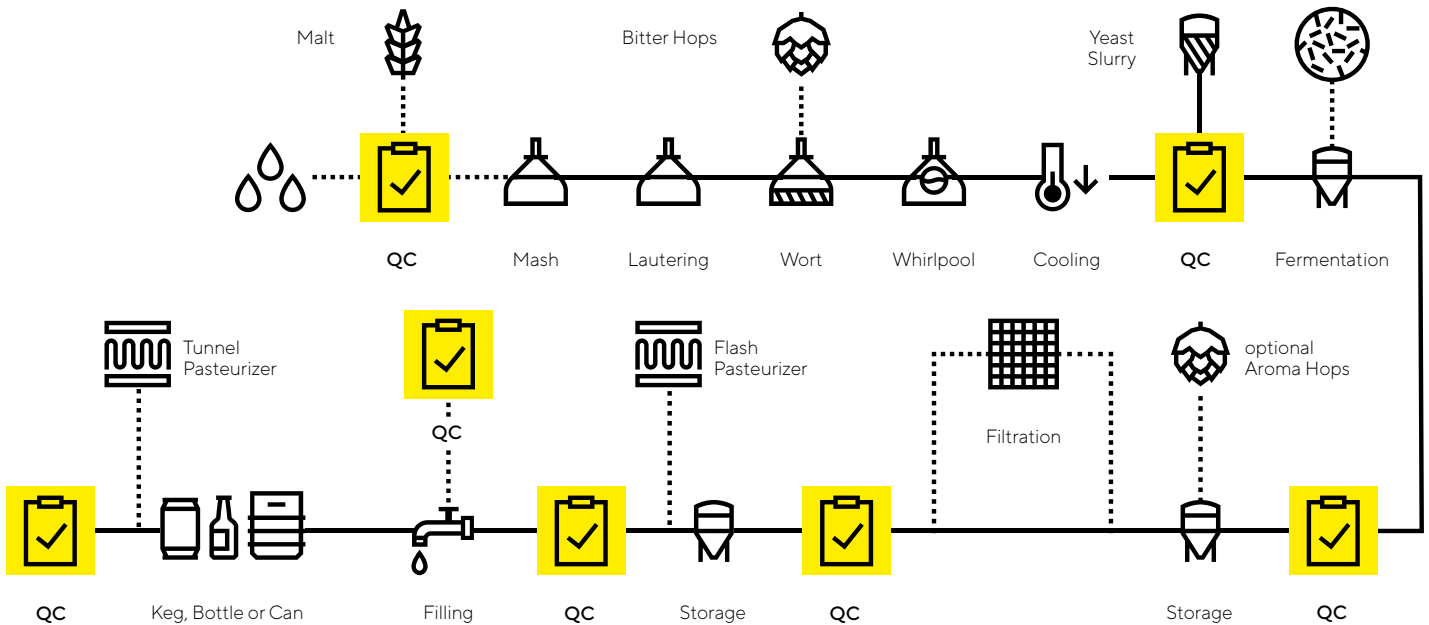 Malt
Bitter Hops
Yeast
Slurry
QC
Mash
Lautering
Wort
Whirlpool
Cooling
QC
Fermentation
Tunnel
Pasteurizer
QC
Flash
Pasteurizer
Filtration
optional
Aroma Hops
QC
Keg, Bottle or Can
Filling
QC
Storage
QC
Storage
QC